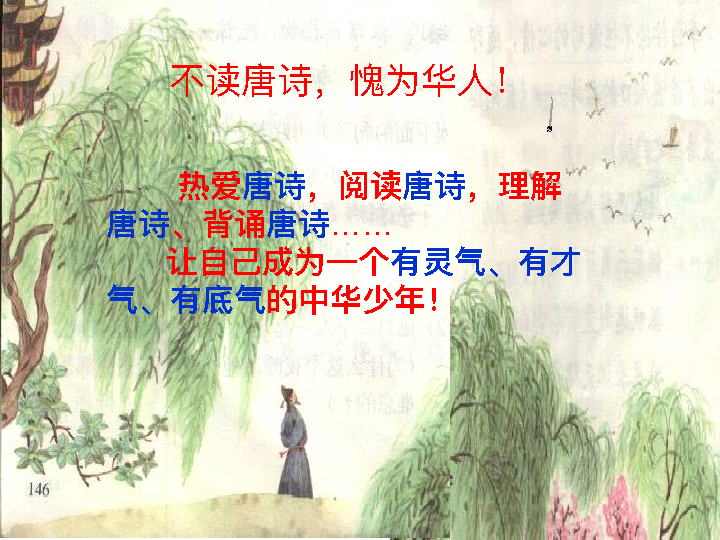 不读唐诗，愧为华人！
热爱唐诗，阅读唐诗，理解
唐诗、背诵唐诗……
让自己成为一个有灵气、有才
气、有底气的中华少年！
146